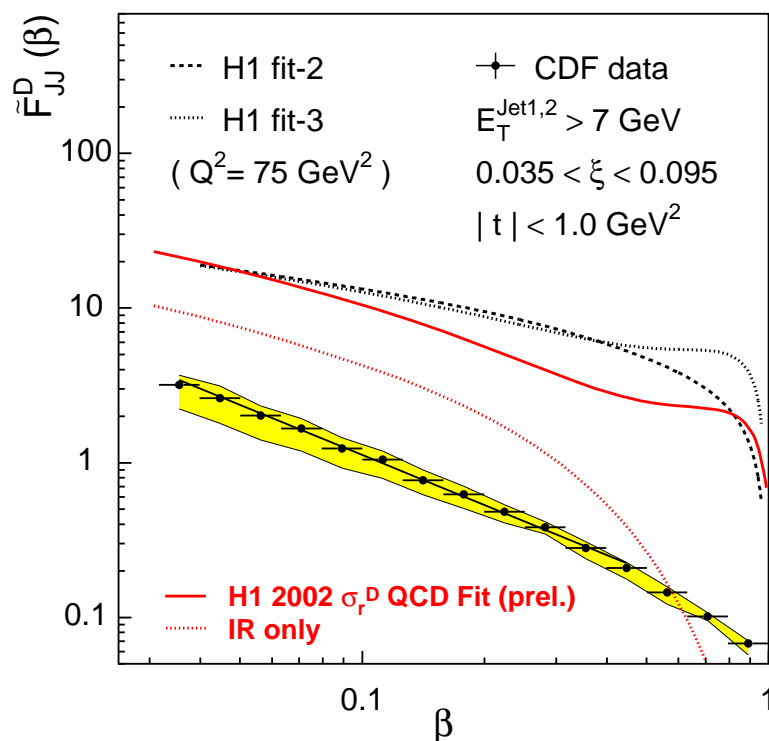 F̃ᴰJJ (β)
H1 fit-2
H1 fit-3
( Q²= 75 GeV² )
CDF data
E_T^Jet1,2 > 7 GeV
0.035 < ξ < 0.095
| t | < 1.0 GeV²
100
10
1
0.1
H1 2002 σ_r^D QCD Fit (prel.)
IR only
0.1
1
β